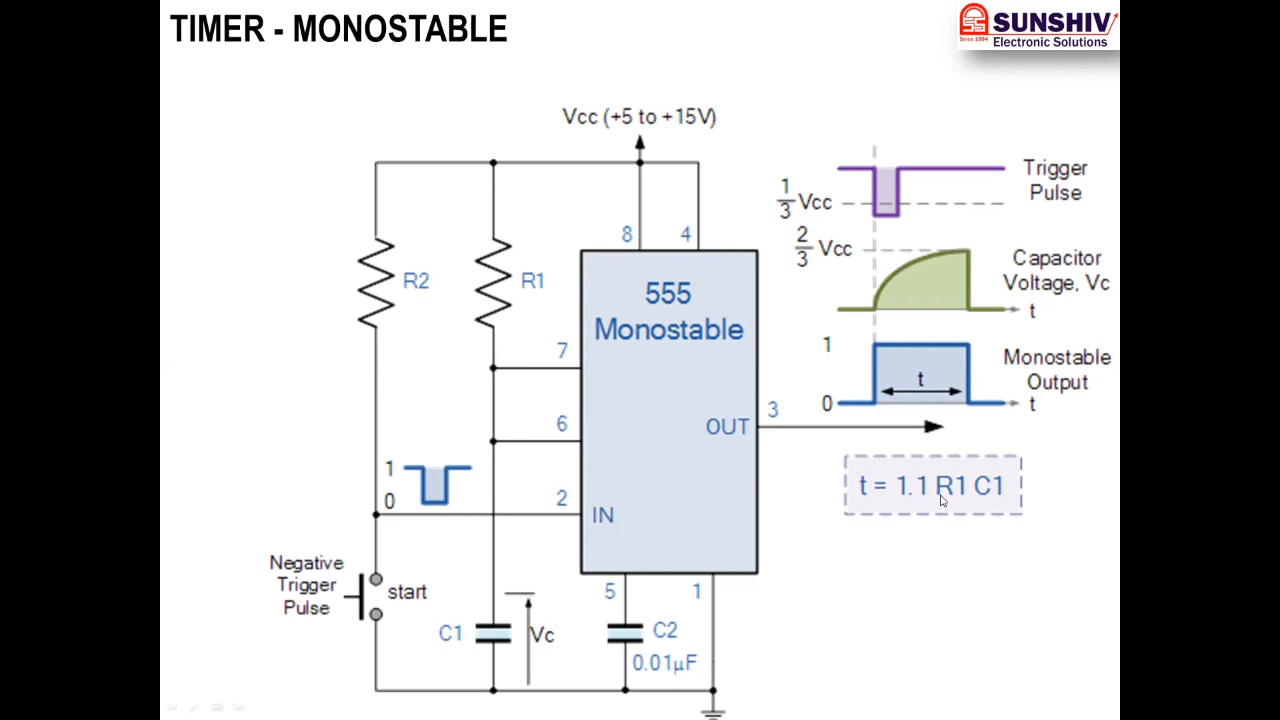 TIMER - MONOSTABLE
SUNSHIV
Since 1994
Electronic Solutions
Vcc (+5 to +15V)
8
4
R2
R1
555
Monostable
7
6
2
IN
OUT
3
5
1
1
0
Negative
Trigger
Pulse
start
C1
Vc
C2
0.01µF
Trigger
Pulse
1/3 Vcc
2/3 Vcc
Capacitor
Voltage, Vc
t
1
Monostable
Output
t
0
t
t = 1.1 R1 C1